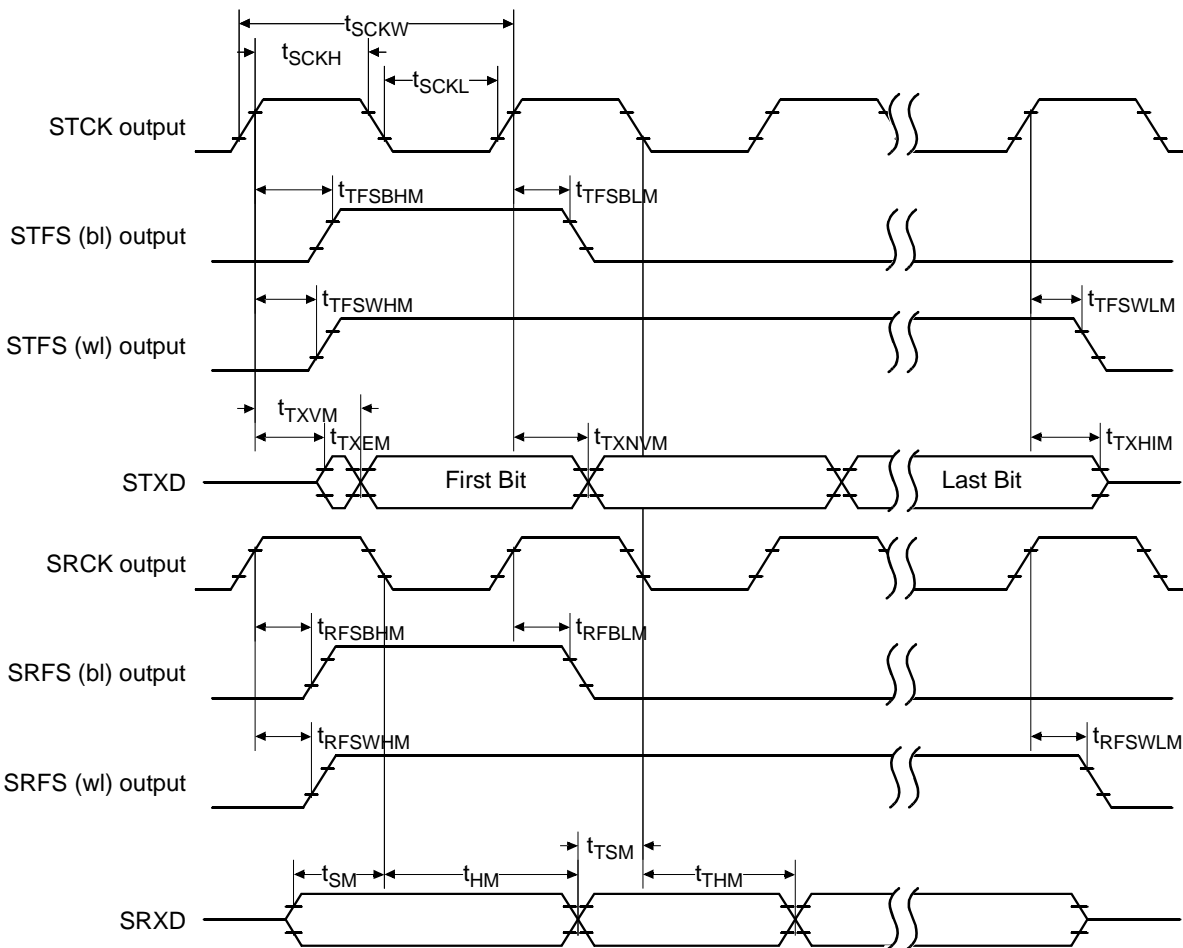 tSCKW
tSCKH
tSCKL
STCK output
tTFSBHM
tTFSBLM
STFS (bl) output
tTFSWHM
tTFSWLM
STFS (wl) output
tTXVM
tTXEM
tTXNVM
tTXHIM
STXD
First Bit
Last Bit
SRCK output
tRFSBHM
tRFBLM
SRFS (bl) output
tRFSWHM
tRFSWLM
SRFS (wl) output
tTSM
tSM
tHM
tTHM
SRXD